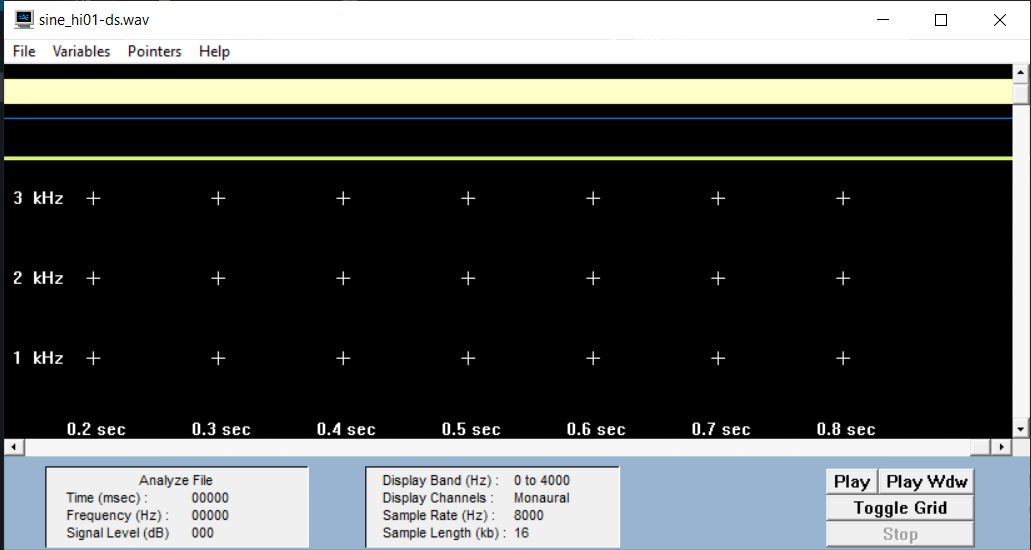 sine_hi01-ds.wav
File Variables Pointers Help
3 kHz
2 kHz
1 kHz
0.2 sec 0.3 sec 0.4 sec 0.5 sec 0.6 sec 0.7 sec 0.8 sec
Analyze File
Time (msec) : 00000
Frequency (Hz) : 00000
Signal Level (dB) 000
Display Band (Hz) : 0 to 4000
Display Channels : Monaural
Sample Rate (Hz) : 8000
Sample Length (kb) : 16
Play Play Wdw
Toggle Grid
Stop